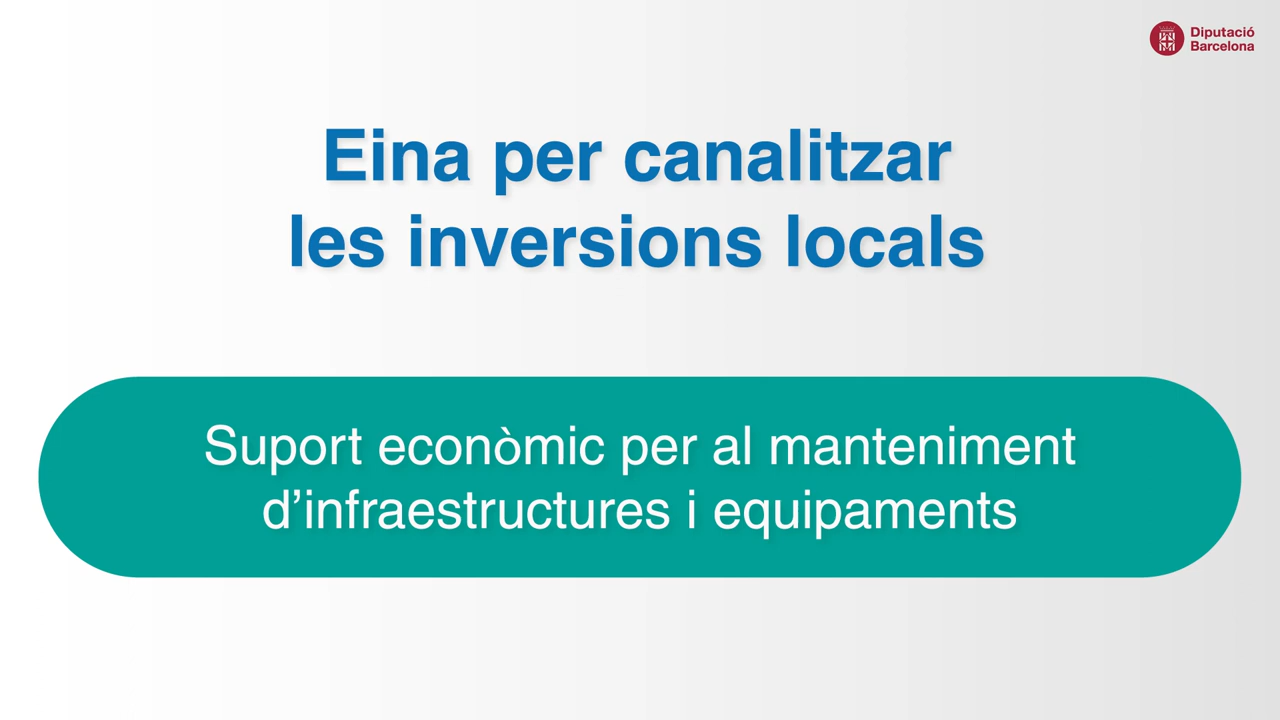 Diputació
Barcelona
Eina per canalitzar
les inversions locals
Suport econòmic per al manteniment
d’infraestructures i equipaments